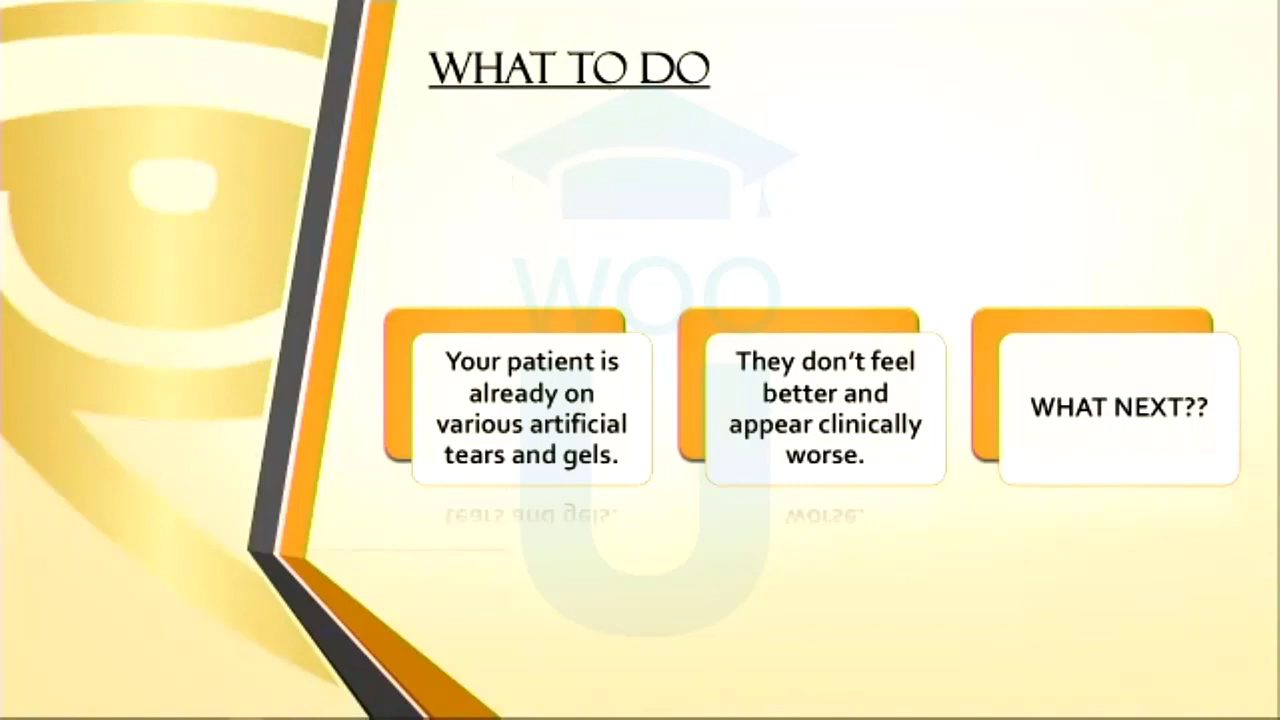 WHAT TO DO
WOO
U
Your patient is
already on
various artificial
tears and gels.
They don't feel
better and
appear clinically
worse.
WHAT NEXT??